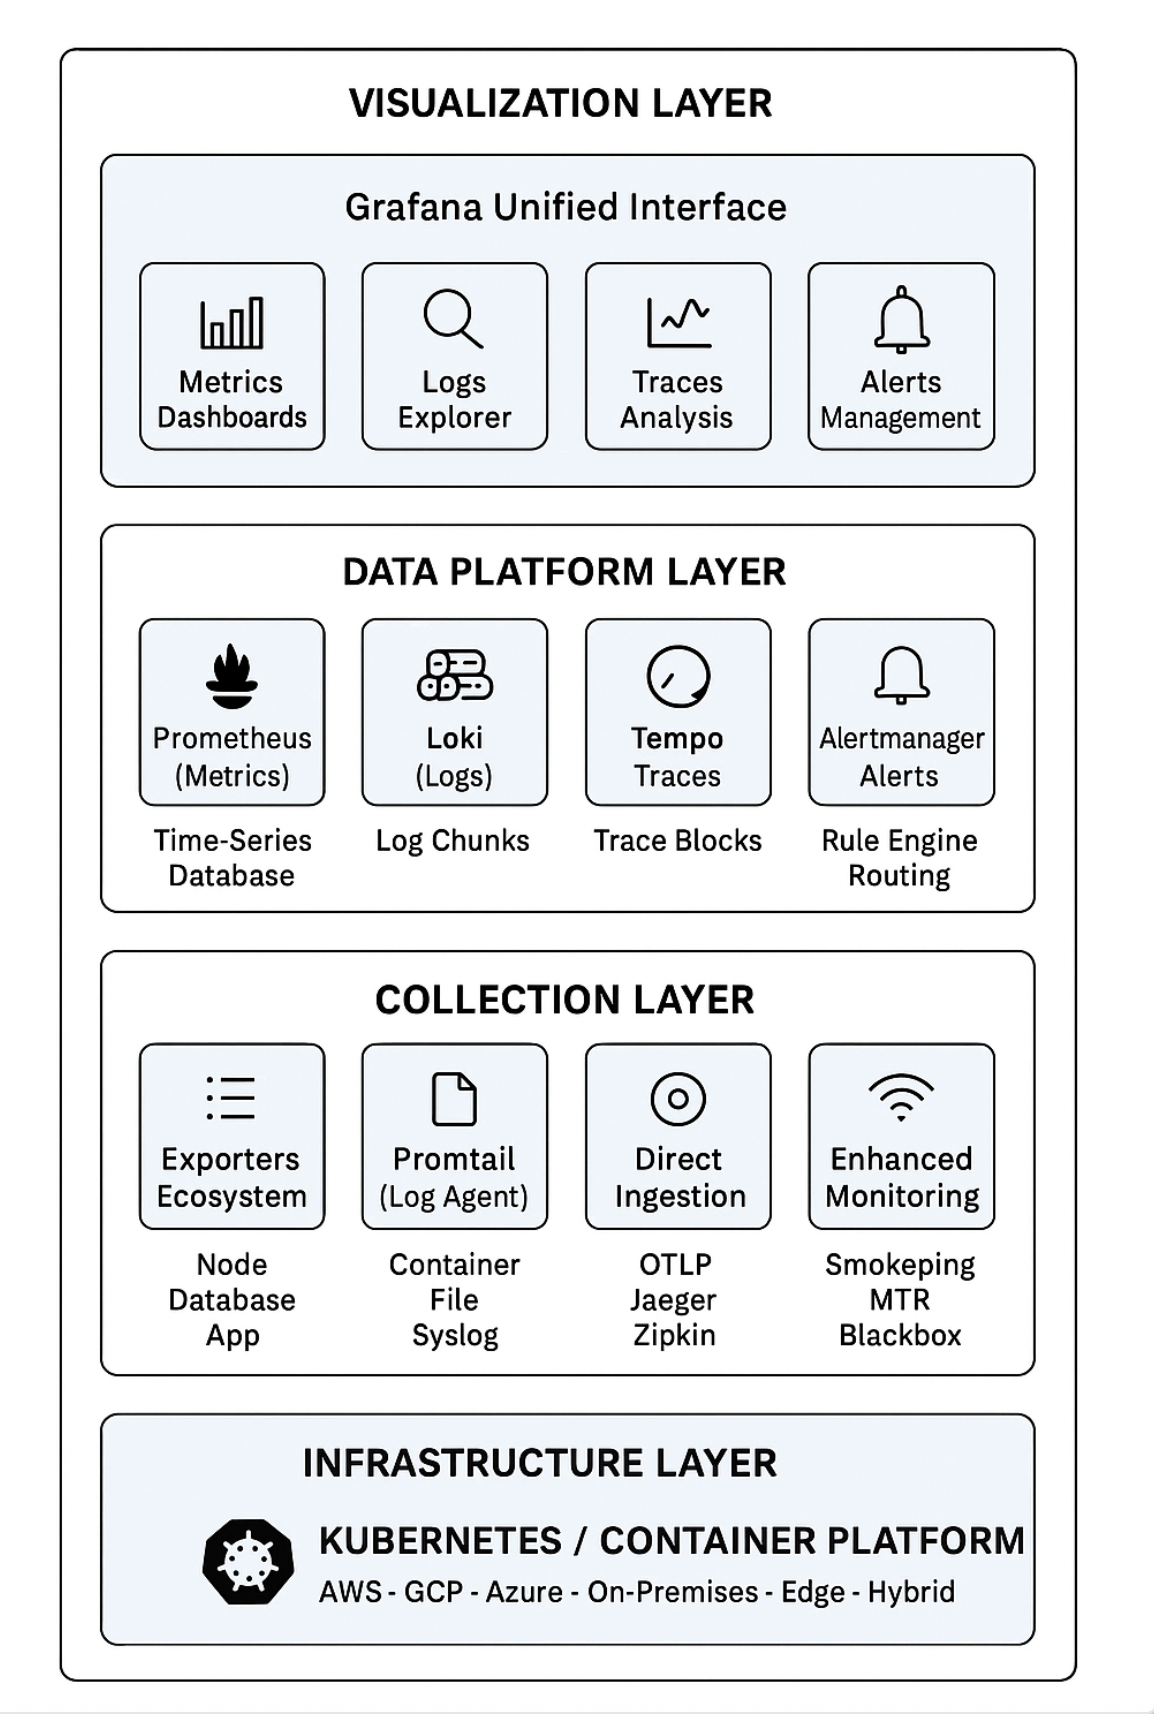 VISUALIZATION LAYER
Grafana Unified Interface
Metrics
Dashboards
Logs
Explorer
Traces
Analysis
Alerts
Management
DATA PLATFORM LAYER
Prometheus
(Metrics)
Time-Series
Database
Loki
(Logs)
Log Chunks
Tempo
Traces
Trace Blocks
Alertmanager
Alerts
Rule Engine
Routing
COLLECTION LAYER
Exporters
Ecosystem
Node
Database
App
Promtail
(Log Agent)
Container
File
Syslog
Direct
Ingestion
OTLP
Jaeger
Zipkin
Enhanced
Monitoring
Smokeping
MTR
Blackbox
INFRASTRUCTURE LAYER
KUBERNETES / CONTAINER PLATFORM
AWS - GCP - Azure - On-Premises - Edge - Hybrid